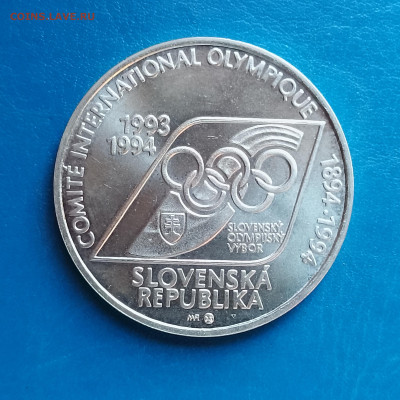 COMITÉ INTERNATIONAL OLYMPIQUE
1894-1994
1993
1994
SLOVENSKÝ
OLYMPIJSKÝ
VÝBOR
SLOVENSKÁ
REPUBLIKA